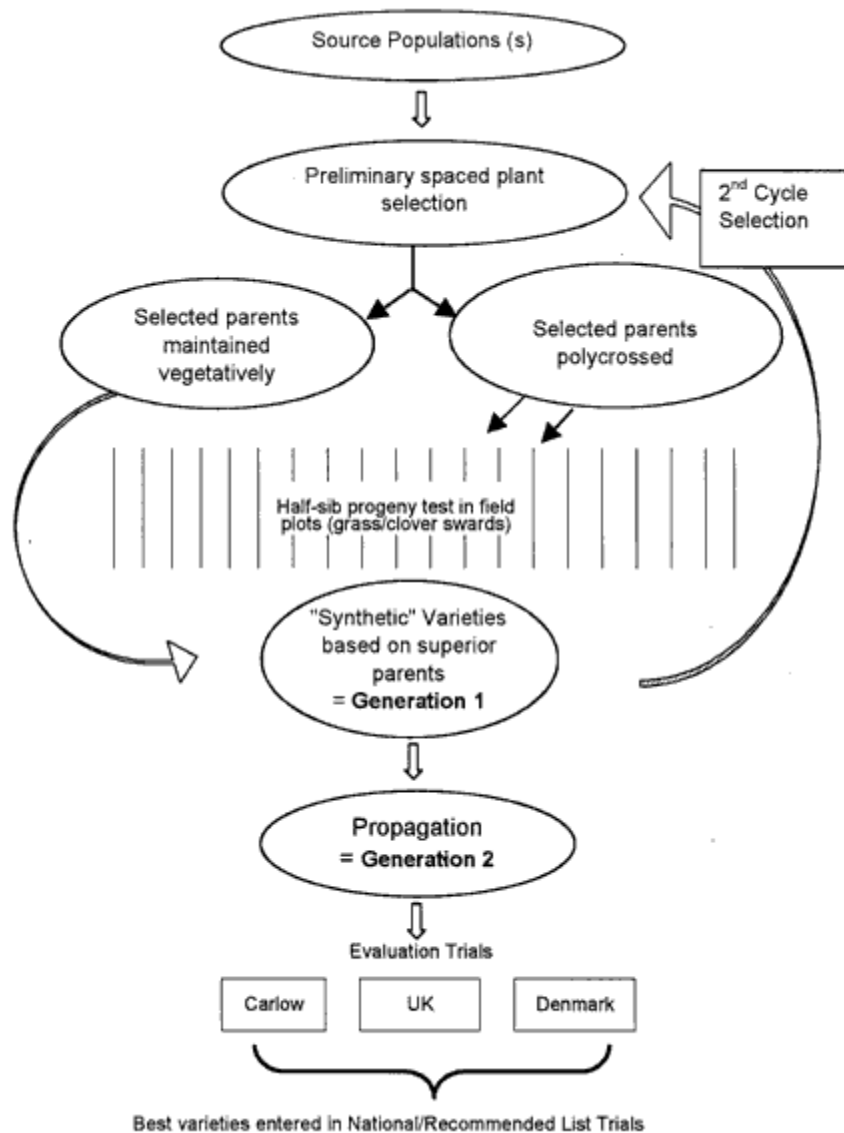 Source Populations (s)
Preliminary spaced plant
selection
2nd Cycle
Selection
Selected parents
maintained
vegetatively
Selected parents
polycrossed
Half-sib progeny test in field
plots (grass/clover swards)
"Synthetic" Varieties
based on superior
parents
= Generation 1
Propagation
= Generation 2
Evaluation Trials
Carlow
UK
Denmark
Best varieties entered in National/Recommended List Trials